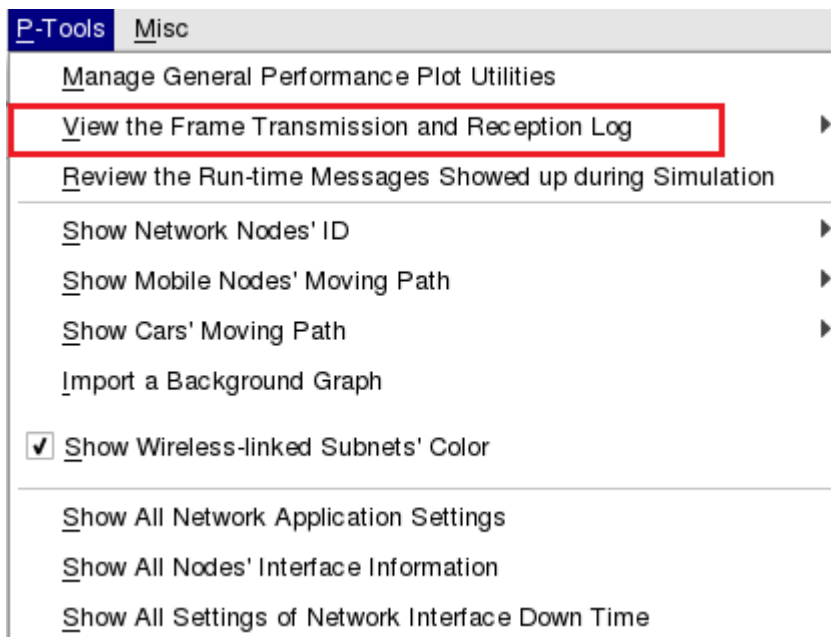 P-Tools Misc
Manage General Performance Plot Utilities
View the Frame Transmission and Reception Log
Review the Run-time Messages Showed up during Simulation
Show Network Nodes' ID
Show Mobile Nodes' Moving Path
Show Cars' Moving Path
Import a Background Graph
Show Wireless-linked Subnets' Color
Show All Network Application Settings
Show All Nodes' Interface Information
Show All Settings of Network Interface Down Time